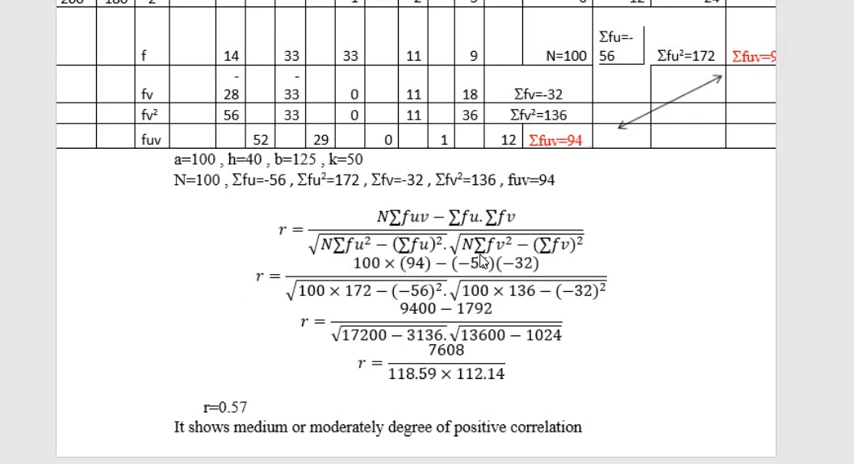 Σfu=-
f 14 33 33 11 9 N=100 56 Σfu²=172 Σfuv=9
- -
fv 28 33 0 11 18 Σfv=-32
fv² 56 33 0 11 36 Σfv²=136
fuv 52 29 0 1 12 Σfuv=94
a=100 , h=40 , b=125 , k=50
N=100 , Σfu=-56 , Σfu²=172 , Σfv=-32 , Σfv²=136 , fuv=94
r = (NΣfuv − Σfu.Σfv) / (√NΣfu² − (Σfu)².√NΣfv² − (Σfv)²)
r = (100 × (94) − (−56)(−32)) / (√100 × 172 − (−56)².√100 × 136 − (−32)²)
r = (9400 − 1792) / (√17200 − 3136.√13600 − 1024)
r = 7608 / (118.59 × 112.14)
r=0.57
It shows medium or moderately degree of positive correlation